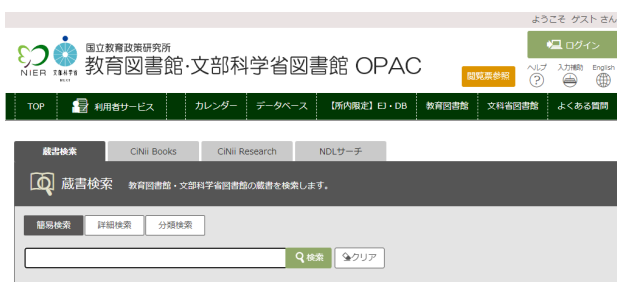 ようこそ ゲスト さん
ログイン
国立教育政策研究所
教育図書館·文部科学省図書館 OPAC
NIER 文部科学省
閲覧票参照
ヘルプ 入力補助 English
TOP 利用者サービス カレンダー データベース 【所内限定】EJ・DB 教育図書館 文科省図書館 よくある質問
蔵書検索 CiNii Books CiNii Research NDLサーチ
蔵書検索 教育図書館・文部科学省図書館の蔵書を検索します。
簡易検索 詳細検索 分類検索
検索 クリア